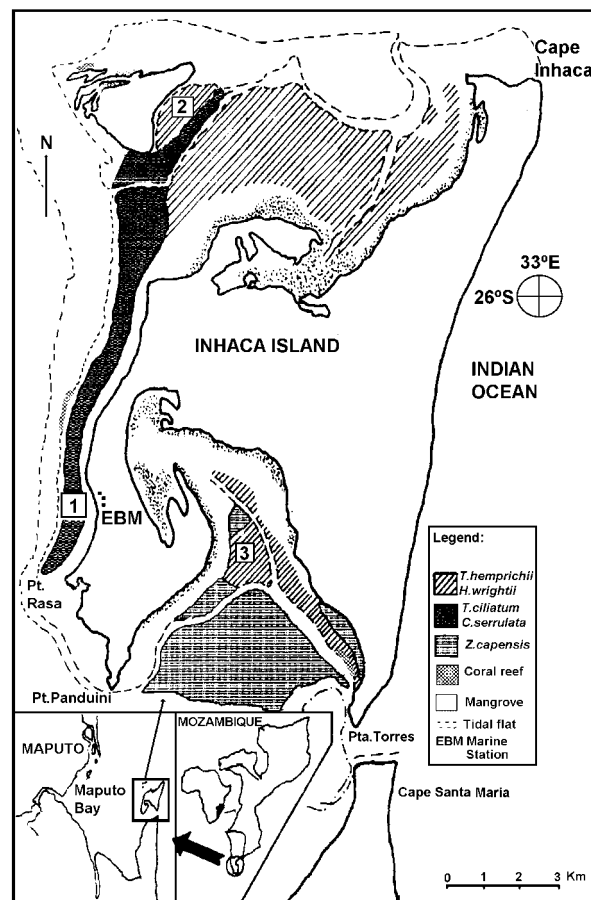 Cape
Inhaca
2
N
33ºE
26ºS
INHACA ISLAND
INDIAN
OCEAN
1
EBM
3
Pt.
Rasa
Pt.Panduini
Legend:
T.hemprichii
H.wrightii
T.ciliatum
C.serrulata
Z.capensis
Coral reef
Mangrove
Tidal flat
EBM Marine
Station
Pta.Torres
Cape Santa Maria
MAPUTO
Maputo
Bay
MOZAMBIQUE
0 1 2 3 Km